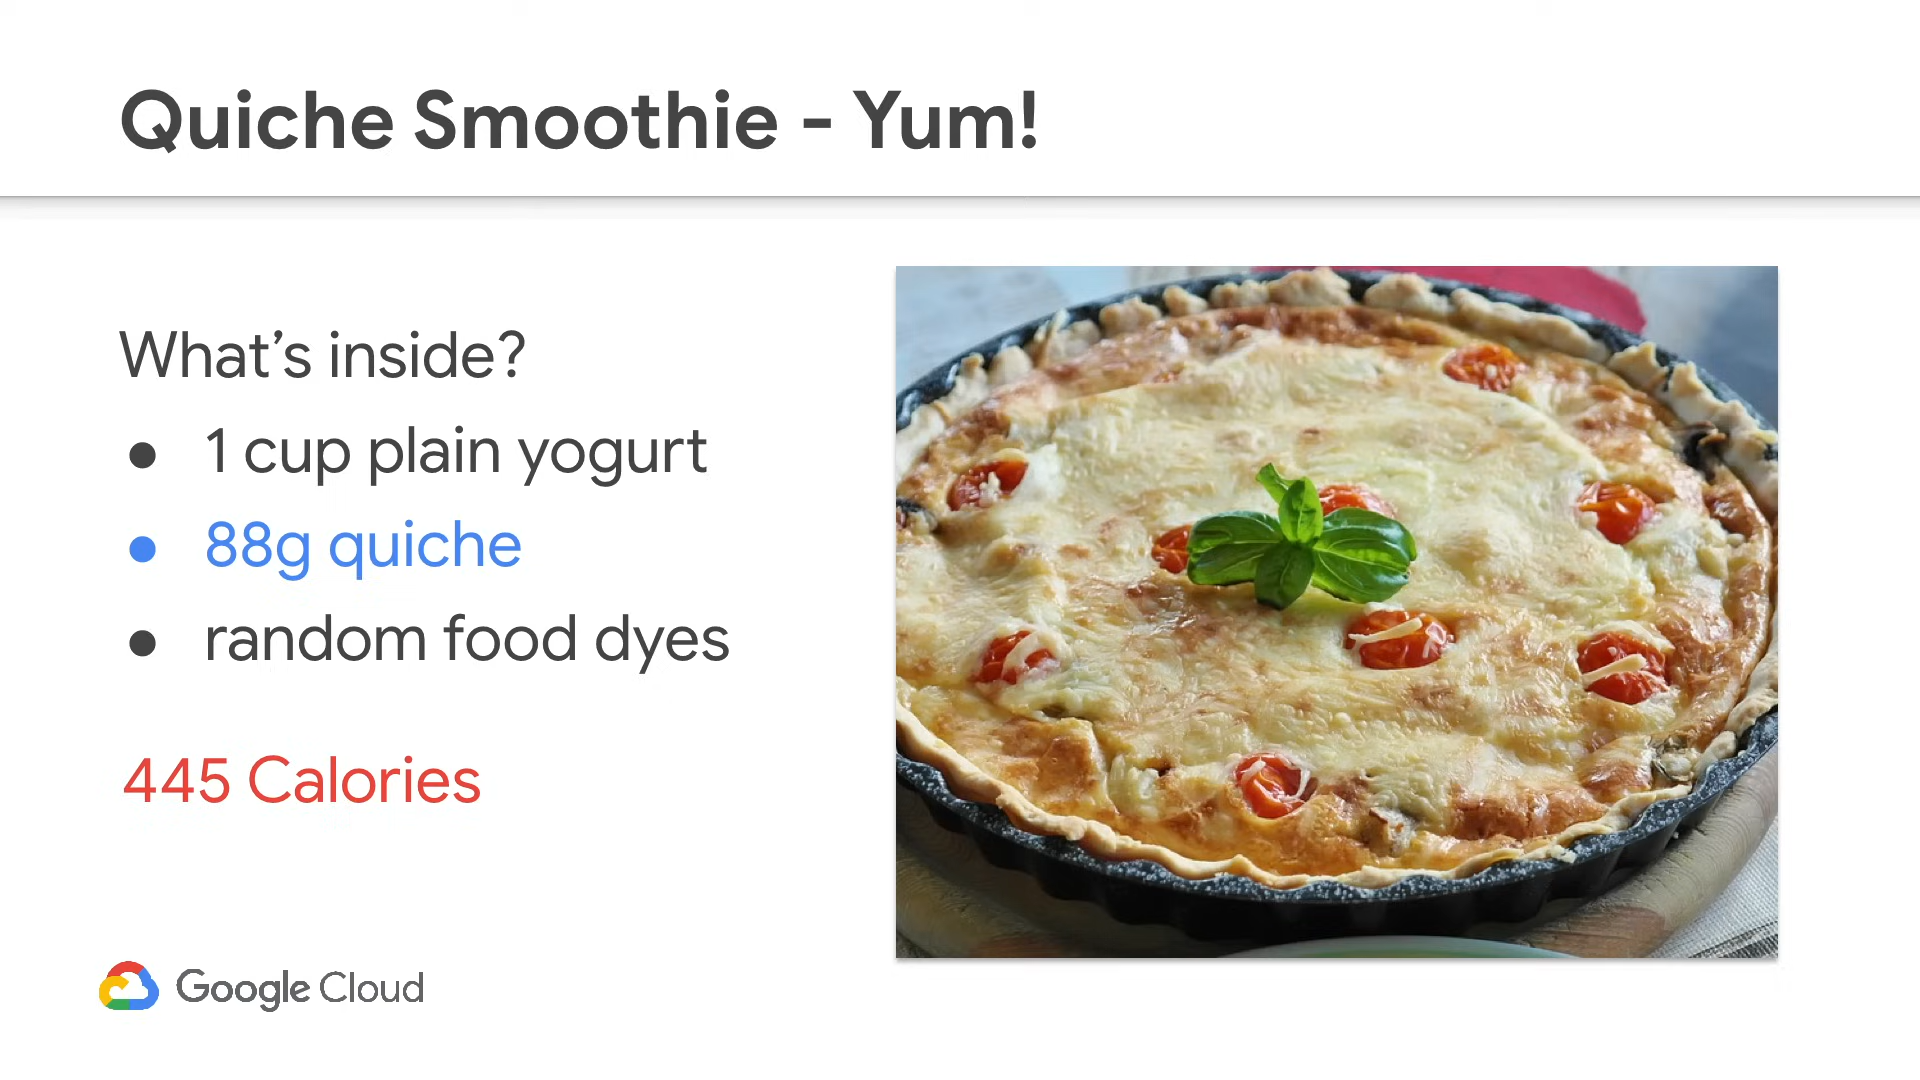 Quiche Smoothie - Yum!
What’s inside?
● 1 cup plain yogurt
● 88g quiche
● random food dyes
445 Calories
Google Cloud